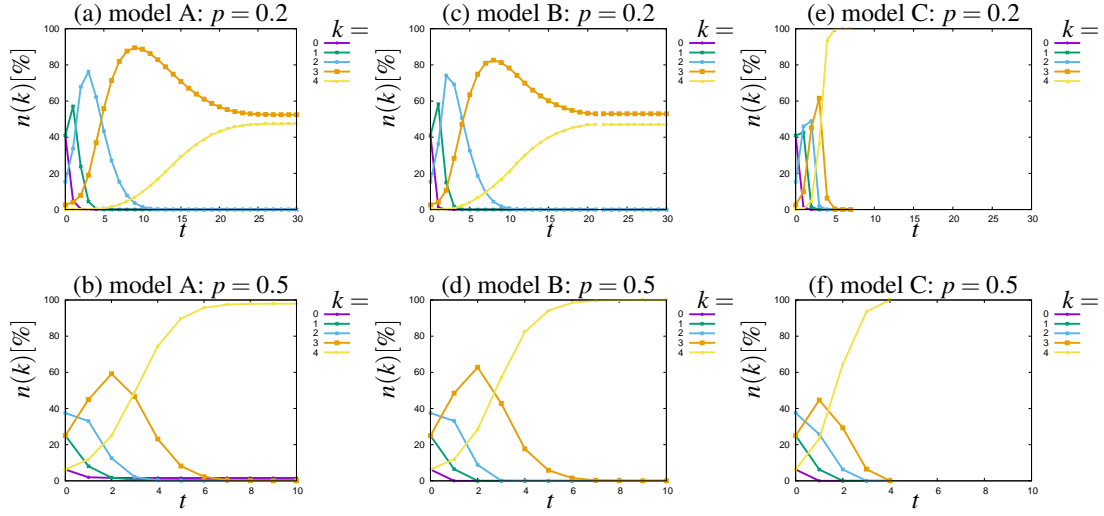 (a) model A: p = 0.2
k =
0
1
2
3
4
n(k)[%]
100
80
60
40
20
0
0 5 10 15 20 25 30
t
(c) model B: p = 0.2
k =
0
1
2
3
4
n(k)[%]
100
80
60
40
20
0
0 5 10 15 20 25 30
t
(e) model C: p = 0.2
k =
0
1
2
3
4
n(k)[%]
100
80
60
40
20
0
0 5 10 15 20 25 30
t
(b) model A: p = 0.5
k =
0
1
2
3
4
n(k)[%]
100
80
60
40
20
0
0 2 4 6 8 10
t
(d) model B: p = 0.5
k =
0
1
2
3
4
n(k)[%]
100
80
60
40
20
0
0 2 4 6 8 10
t
(f) model C: p = 0.5
k =
0
1
2
3
4
n(k)[%]
100
80
60
40
20
0
0 2 4 6 8 10
t